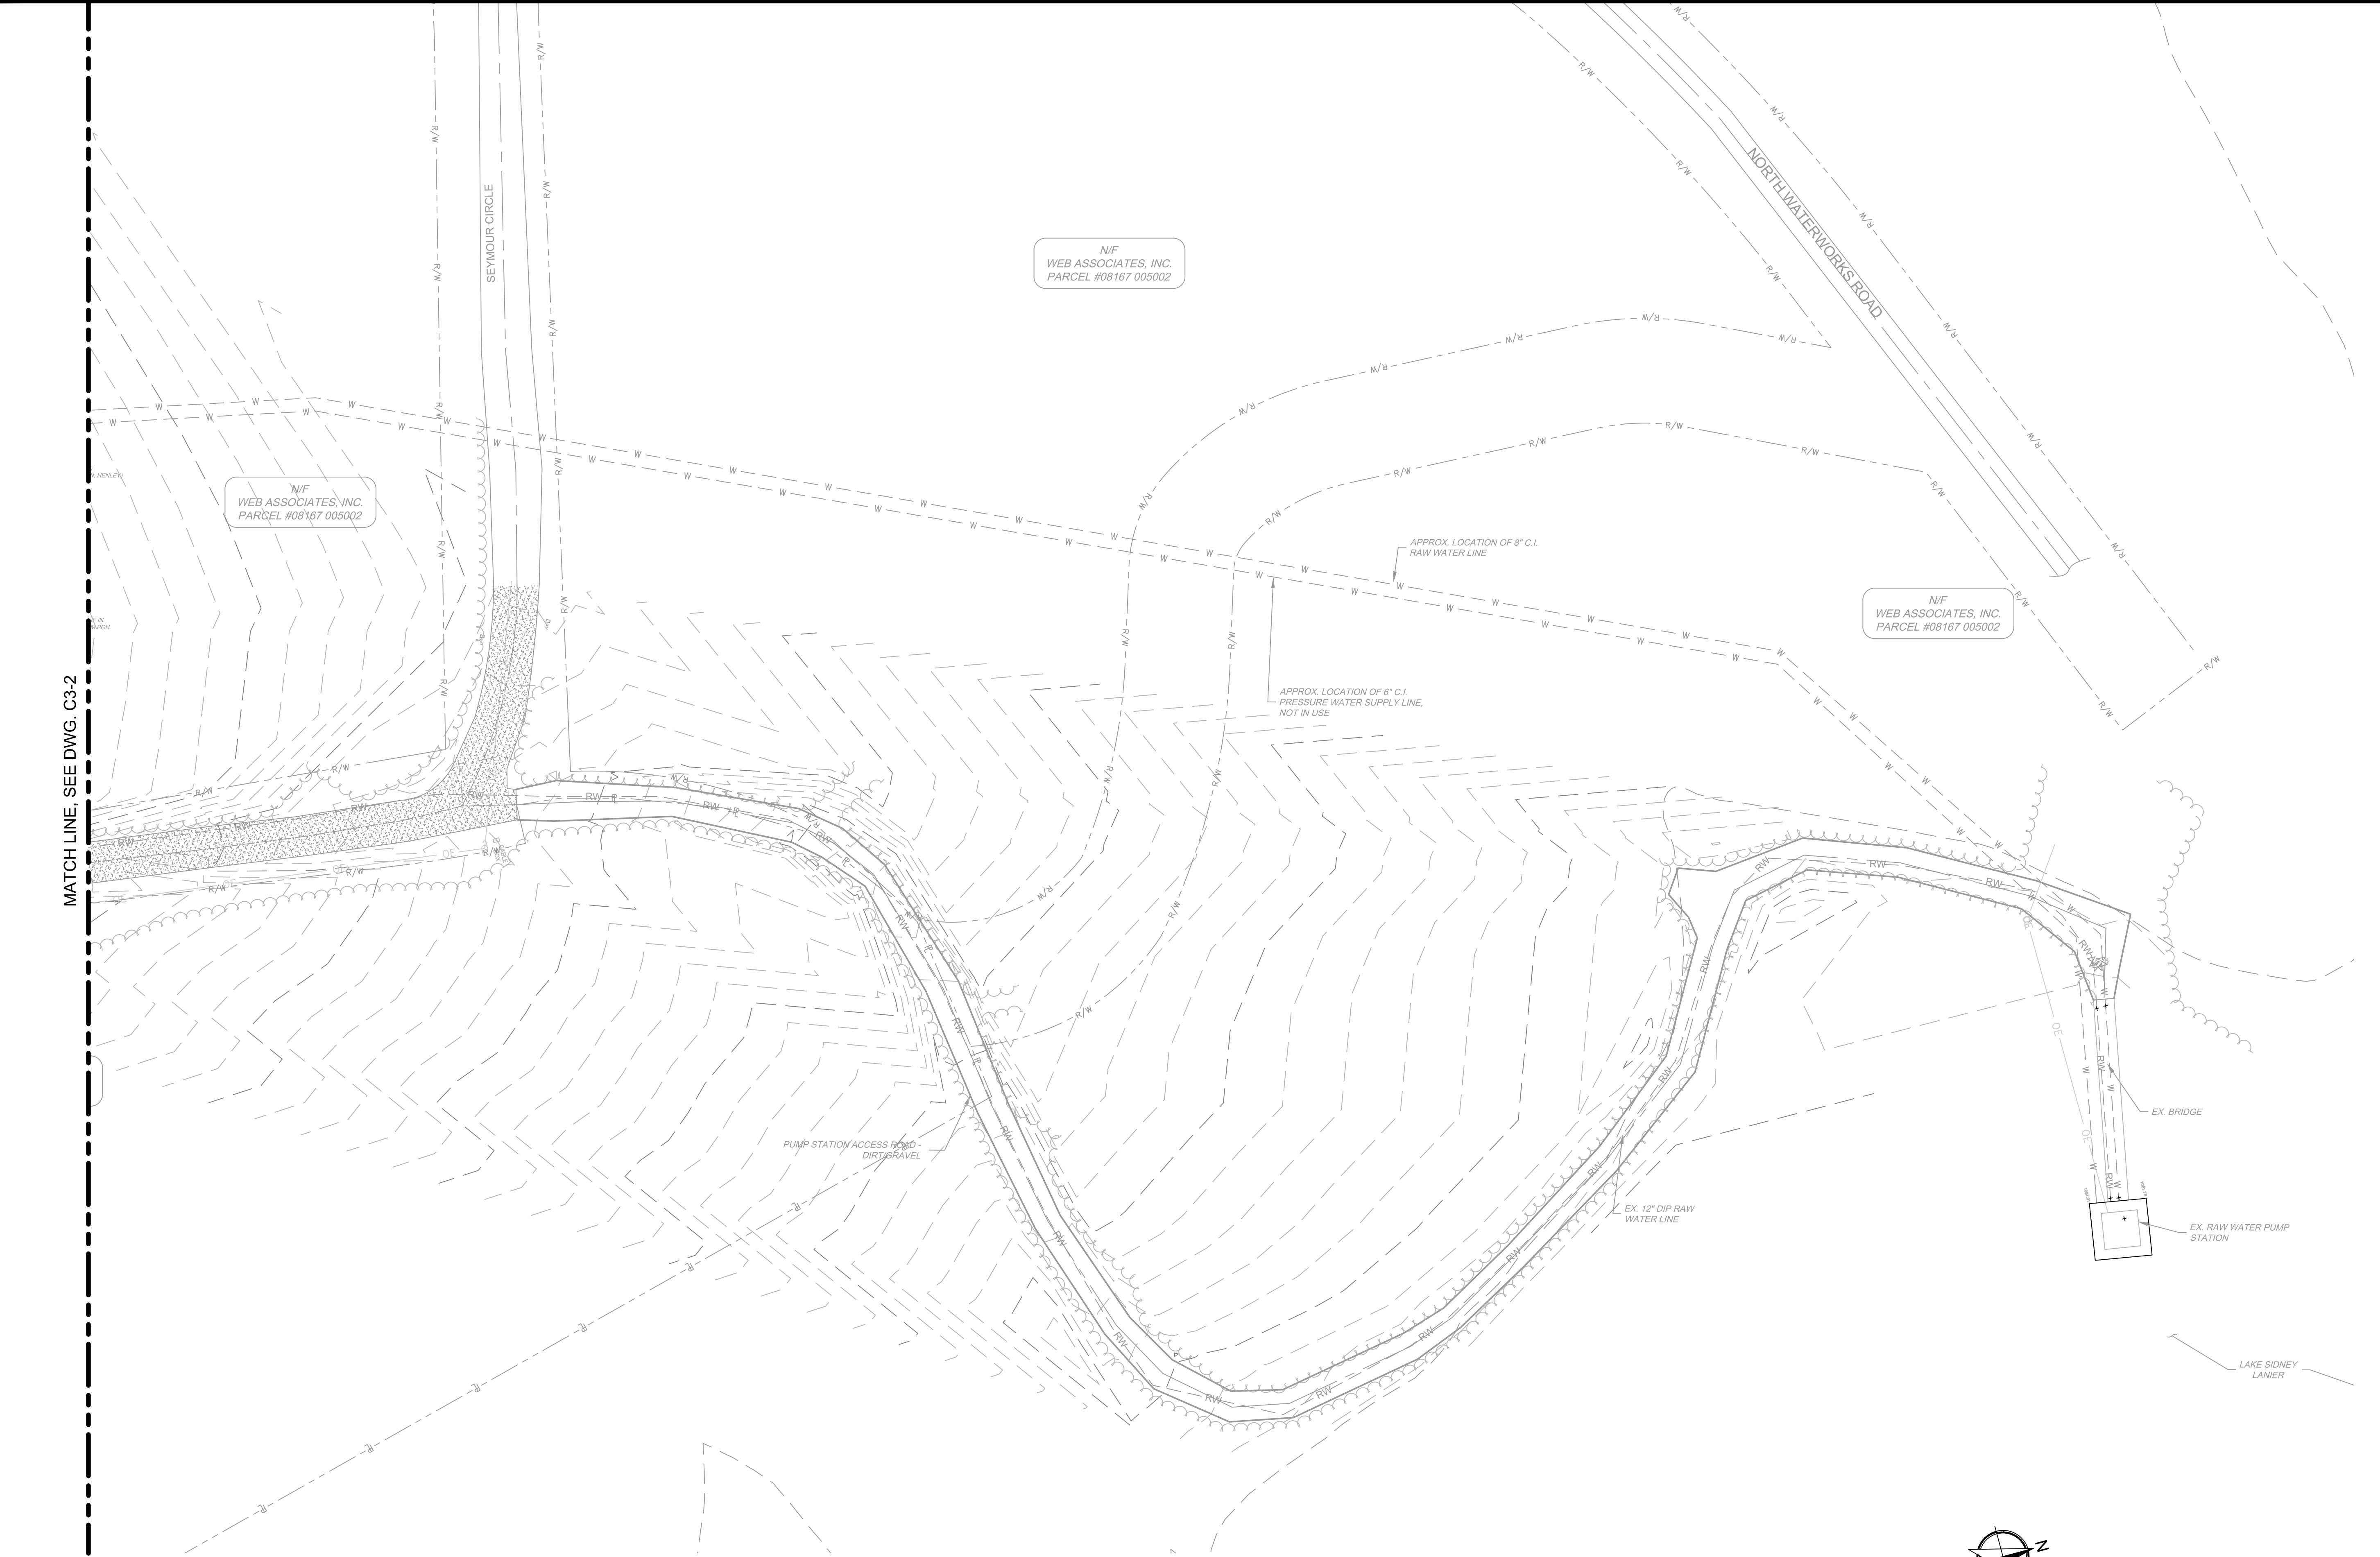 MATCH LINE, SEE DWG. C3-2
SEYMOUR CIRCLE
NORTH WATERWORKS ROAD
N/F
WEB ASSOCIATES, INC.
PARCEL #08167 005002
N/F
WEB ASSOCIATES, INC.
PARCEL #08167 005002
APPROX. LOCATION OF 8" C.I.
RAW WATER LINE
N/F
WEB ASSOCIATES, INC.
PARCEL #08167 005002
APPROX. LOCATION OF 6" C.I.
PRESSURE WATER SUPPLY LINE,
NOT IN USE
PUMP STATION ACCESS ROAD -
DIRT/GRAVEL
EX. BRIDGE
EX. 12" DIP RAW
WATER LINE
EX. RAW WATER PUMP
STATION
LAKE SIDNEY
LANIER
R/W
W
RW
OE
N